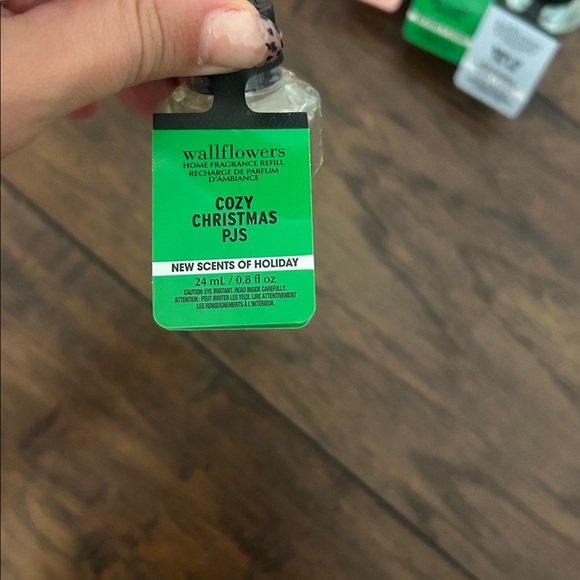 wallflowers
HOME FRAGRANCE REFILL
RECHARGE DE PARFUM
D'AMBIANCE
COZY
CHRISTMAS
PJS
NEW SCENTS OF HOLIDAY
24 mL / 0.8 fl oz
CAUTION: EYE IRRITANT. READ INSIDE CAREFULLY.
ATTENTION : PEUT IRRITER LES YEUX. LIRE ATTENTIVEMENT
LES RENSEIGNEMENTS À L'INTÉRIEUR.
wallflowers